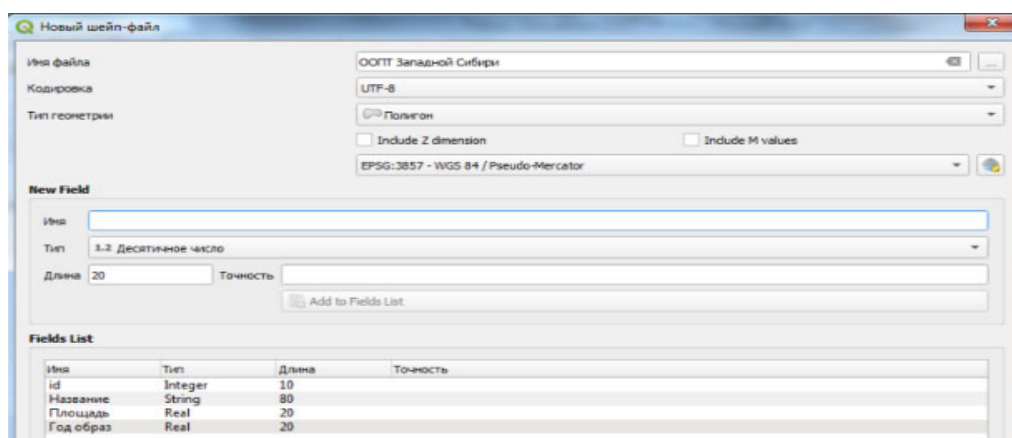 Новый шейп-файл
Имя файла ООПТ Западной Сибири ...
Кодировка UTF-8
Тип геометрии Полигон
Include Z dimension Include M values
EPSG:3857 - WGS 84 / Pseudo-Mercator
New Field
Имя
Тип 1.2 Десятичное число
Длина 20 Точность
Add to Fields List
Fields List
Имя Тип Длина Точность
id Integer 10
Название String 80
Площадь Real 20
Год образ Real 20